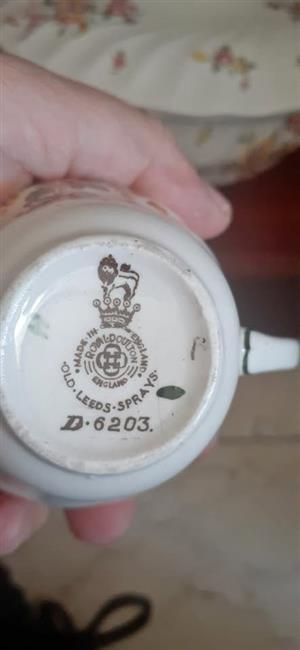 MADE IN ENGLAND
ROYAL DOULTON
ENGLAND
"OLD·LEEDS·SPRAYS"
D·6203.